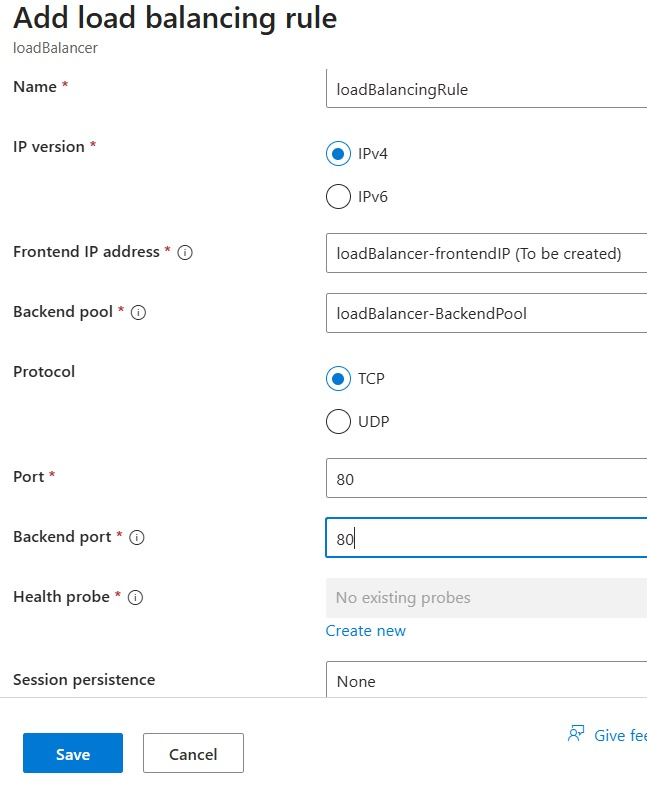 Add load balancing rule
loadBalancer
Name *
loadBalancingRule
IP version *
IPv4
IPv6
Frontend IP address *
loadBalancer-frontendIP (To be created)
Backend pool *
loadBalancer-BackendPool
Protocol
TCP
UDP
Port *
80
Backend port *
80
Health probe *
No existing probes
Create new
Session persistence
None
Save
Cancel
Give fee